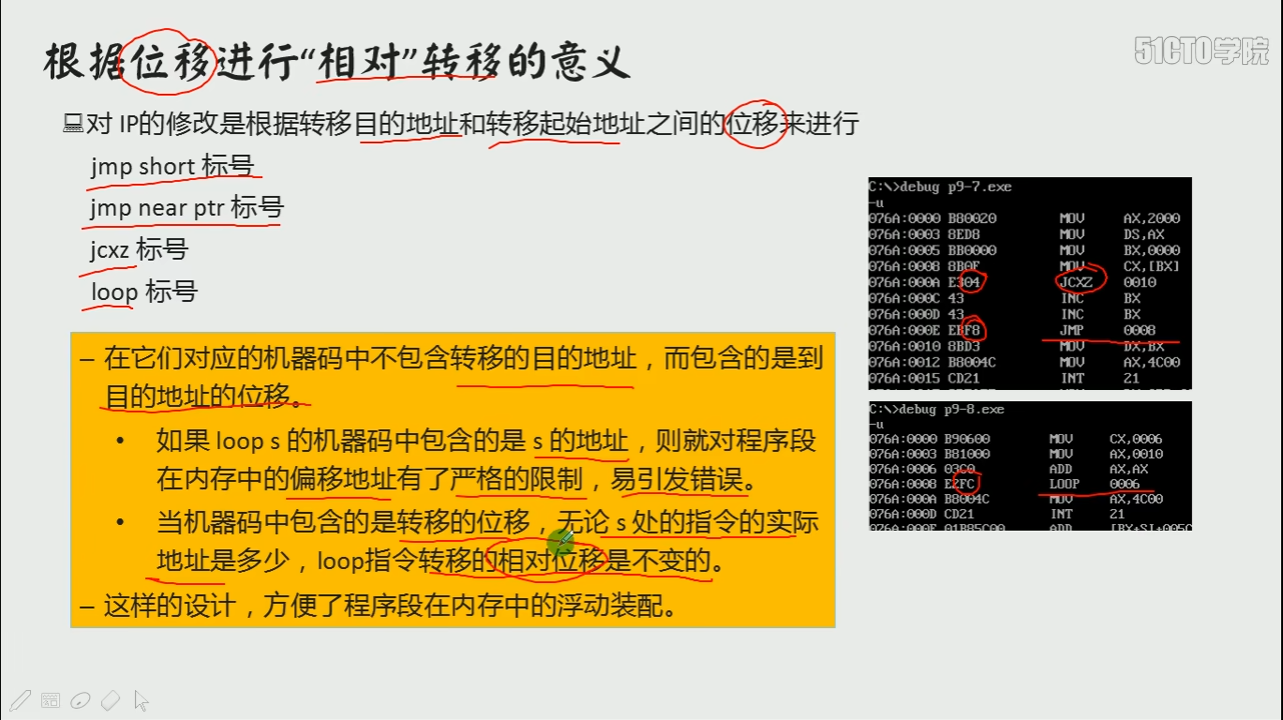 51CTO学院
根据位移进行“相对”转移的意义
对 IP的修改是根据转移目的地址和转移起始地址之间的位移来进行
jmp short 标号
jmp near ptr 标号
jcxz 标号
loop 标号
– 在它们对应的机器码中不包含转移的目的地址，而包含的是到
目的地址的位移。
• 如果 loop s 的机器码中包含的是 s 的地址，则就对程序段
在内存中的偏移地址有了严格的限制，易引发错误。
• 当机器码中包含的是转移的位移，无论 s 处的指令的实际
地址是多少，loop指令转移的相对位移是不变的。
– 这样的设计，方便了程序段在内存中的浮动装配。
C:\>debug p9-7.exe
-u
076A:0000 B80020 MOV AX,2000
076A:0003 8ED8 MOV DS,AX
076A:0005 BB0000 MOV BX,0000
076A:0008 8B0F MOV CX,[BX]
076A:000A E304 JCXZ 0010
076A:000C 43 INC BX
076A:000D 43 INC BX
076A:000E EBF8 JMP 0008
076A:0010 8BD3 MOV DX,BX
076A:0012 B8004C MOV AX,4C00
076A:0015 CD21 INT 21
C:\>debug p9-8.exe
-u
076A:0000 B90600 MOV CX,0006
076A:0003 B81000 MOV AX,0010
076A:0006 03C0 ADD AX,AX
076A:0008 E2FC LOOP 0006
076A:000A B8004C MOV AX,4C00
076A:000D CD21 INT 21
076A:000F 01B85C00 ADD [BX+SI+005C